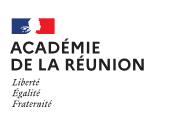 ACADÉMIE
DE LA RÉUNION
Liberté
Égalité
Fraternité